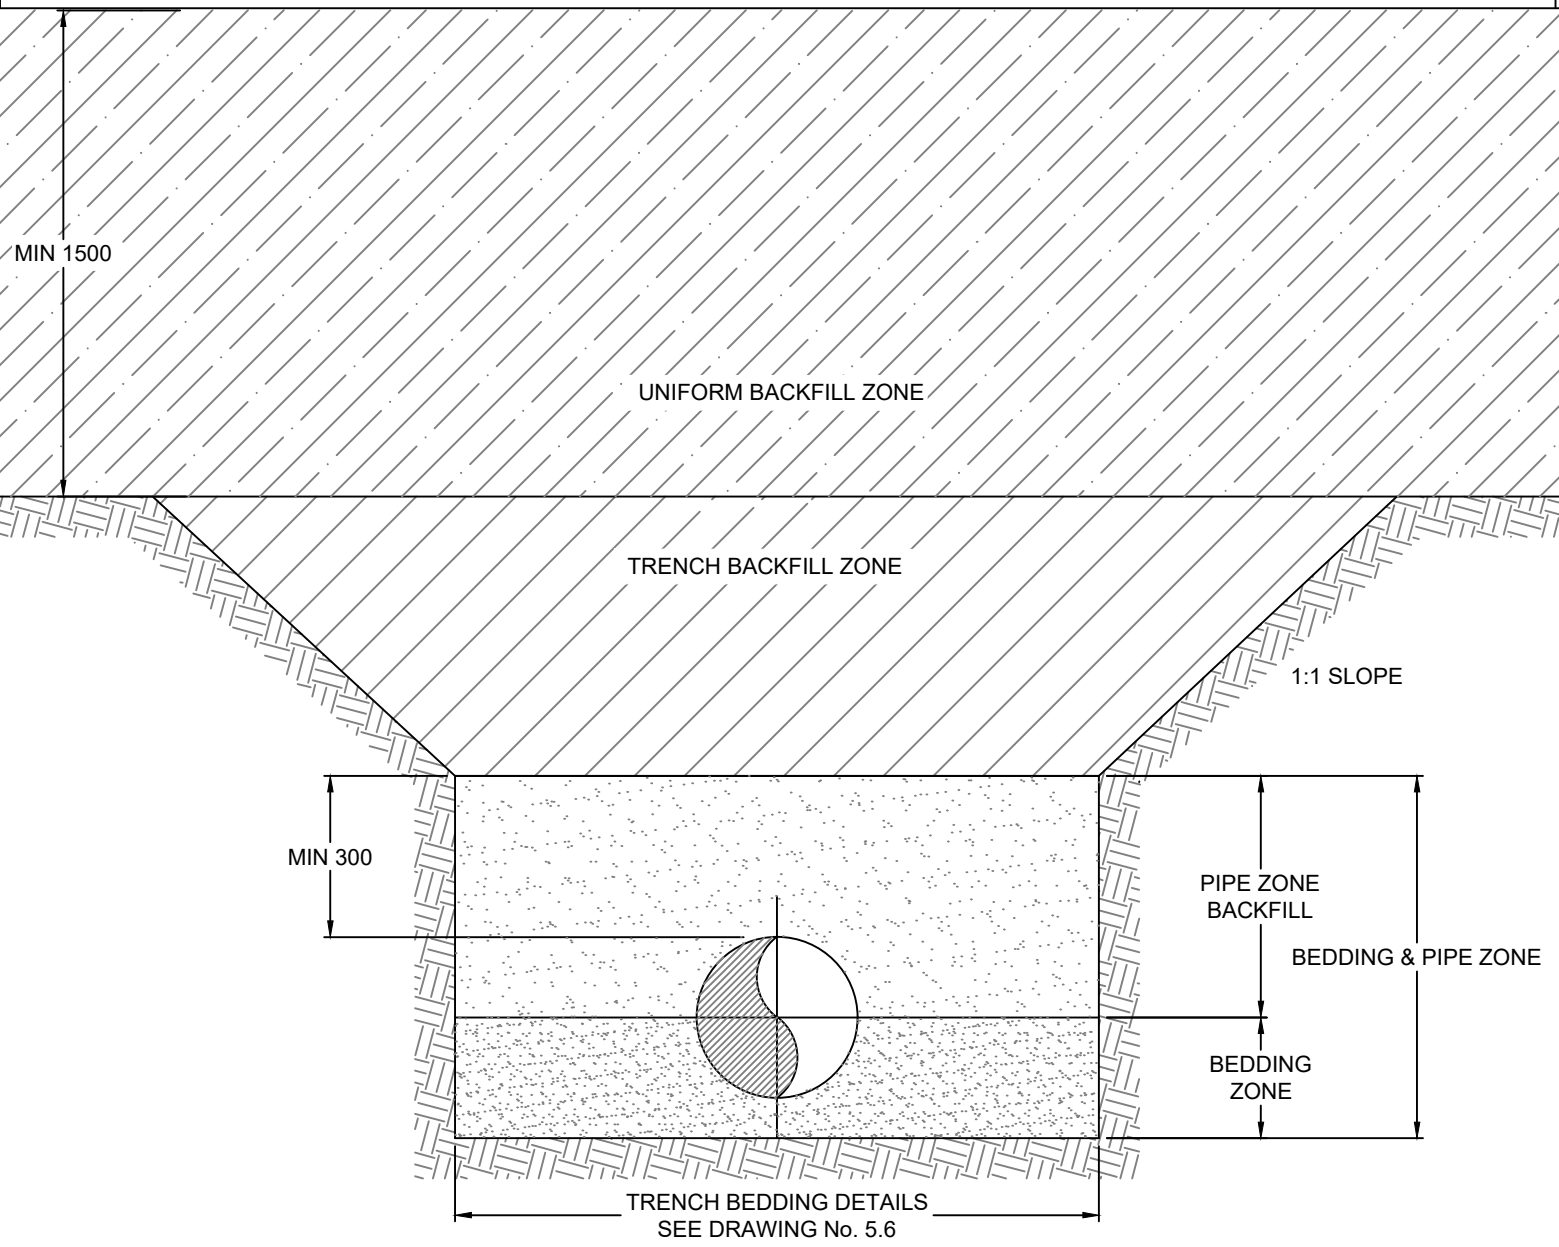 MIN 1500
UNIFORM BACKFILL ZONE
TRENCH BACKFILL ZONE
1:1 SLOPE
MIN 300
PIPE ZONE
BACKFILL
BEDDING & PIPE ZONE
BEDDING
ZONE
TRENCH BEDDING DETAILS
SEE DRAWING No. 5.6